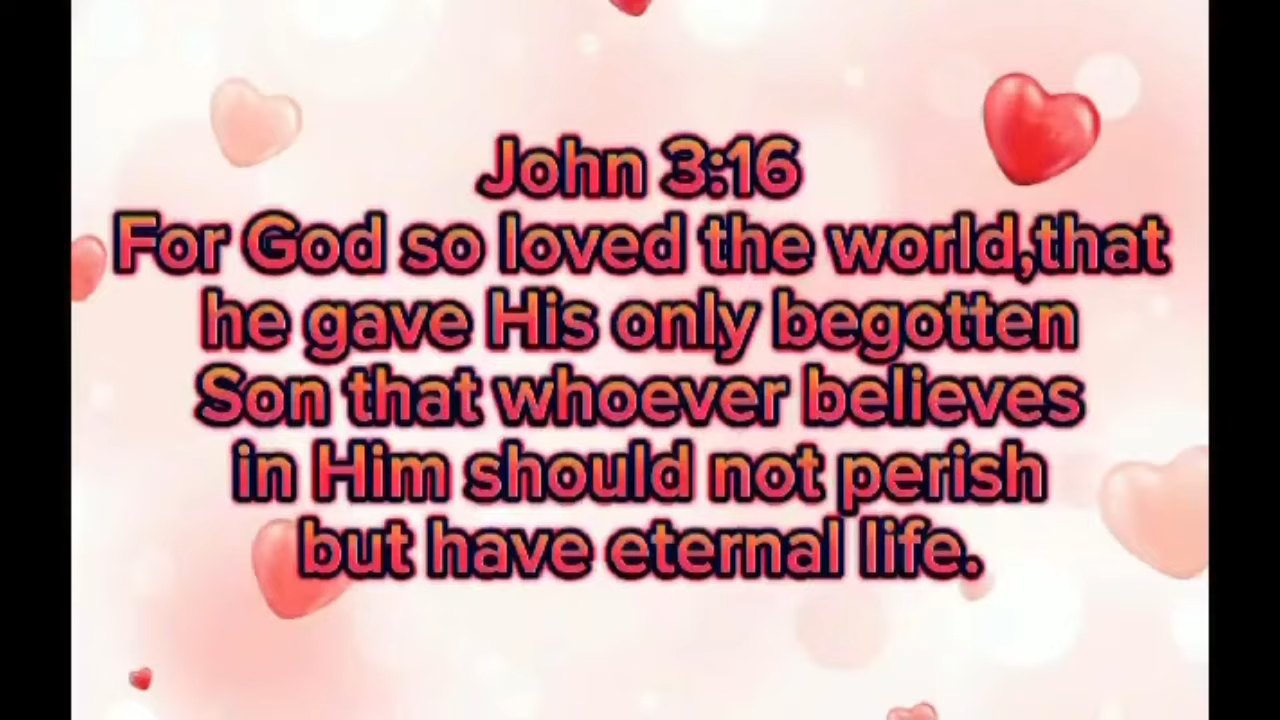 John 3:16
For God so loved the world,that
he gave His only begotten
Son that whoever believes
in Him should not perish
but have eternal life.